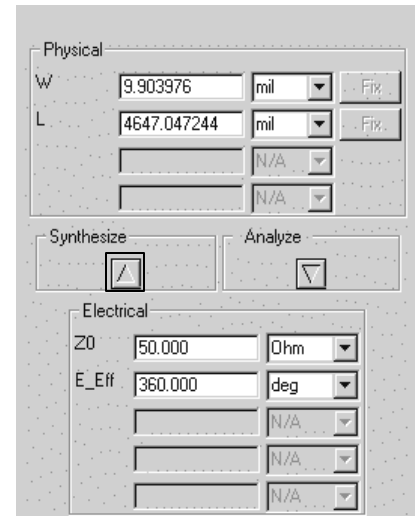 Physical
W 9.903976 mil Fix
L 4647.047244 mil Fix
N/A
N/A
Synthesize Analyze
Electrical
Z0 50.000 Ohm
E_Eff 360.000 deg
N/A
N/A
N/A